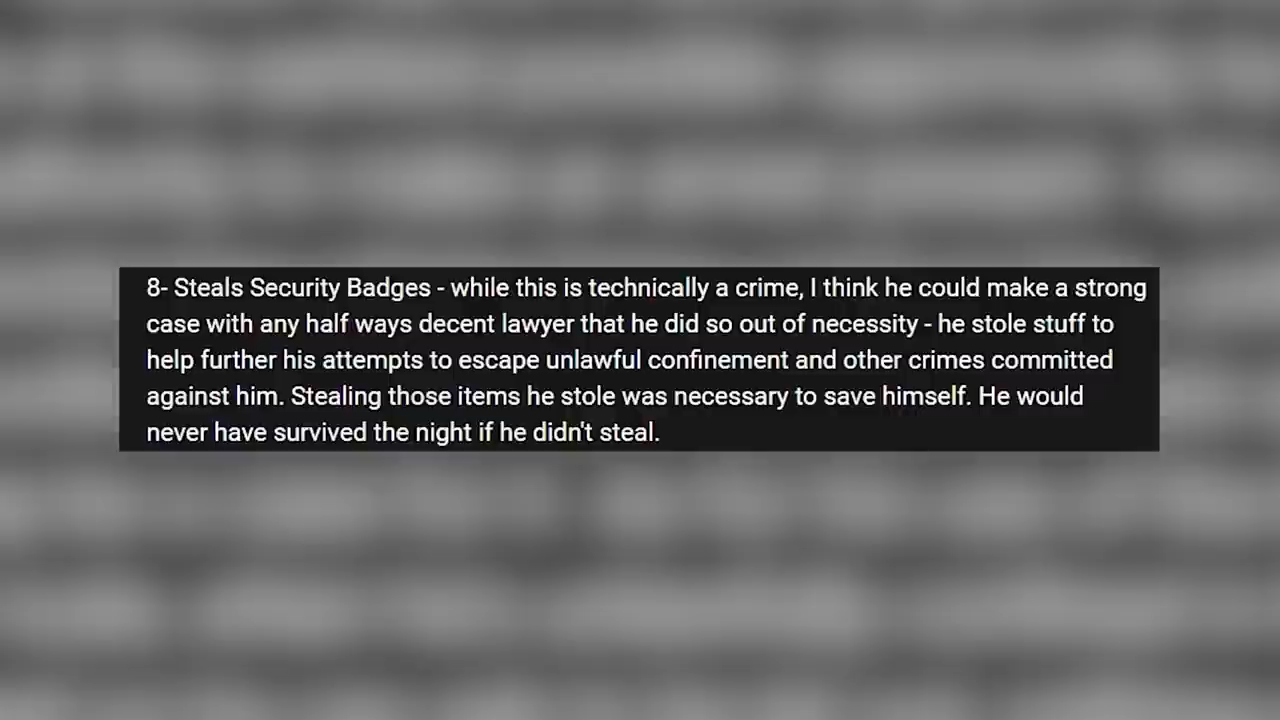 8- Steals Security Badges - while this is technically a crime, I think he could make a strong
case with any half ways decent lawyer that he did so out of necessity - he stole stuff to
help further his attempts to escape unlawful confinement and other crimes committed
against him. Stealing those items he stole was necessary to save himself. He would
never have survived the night if he didn't steal.